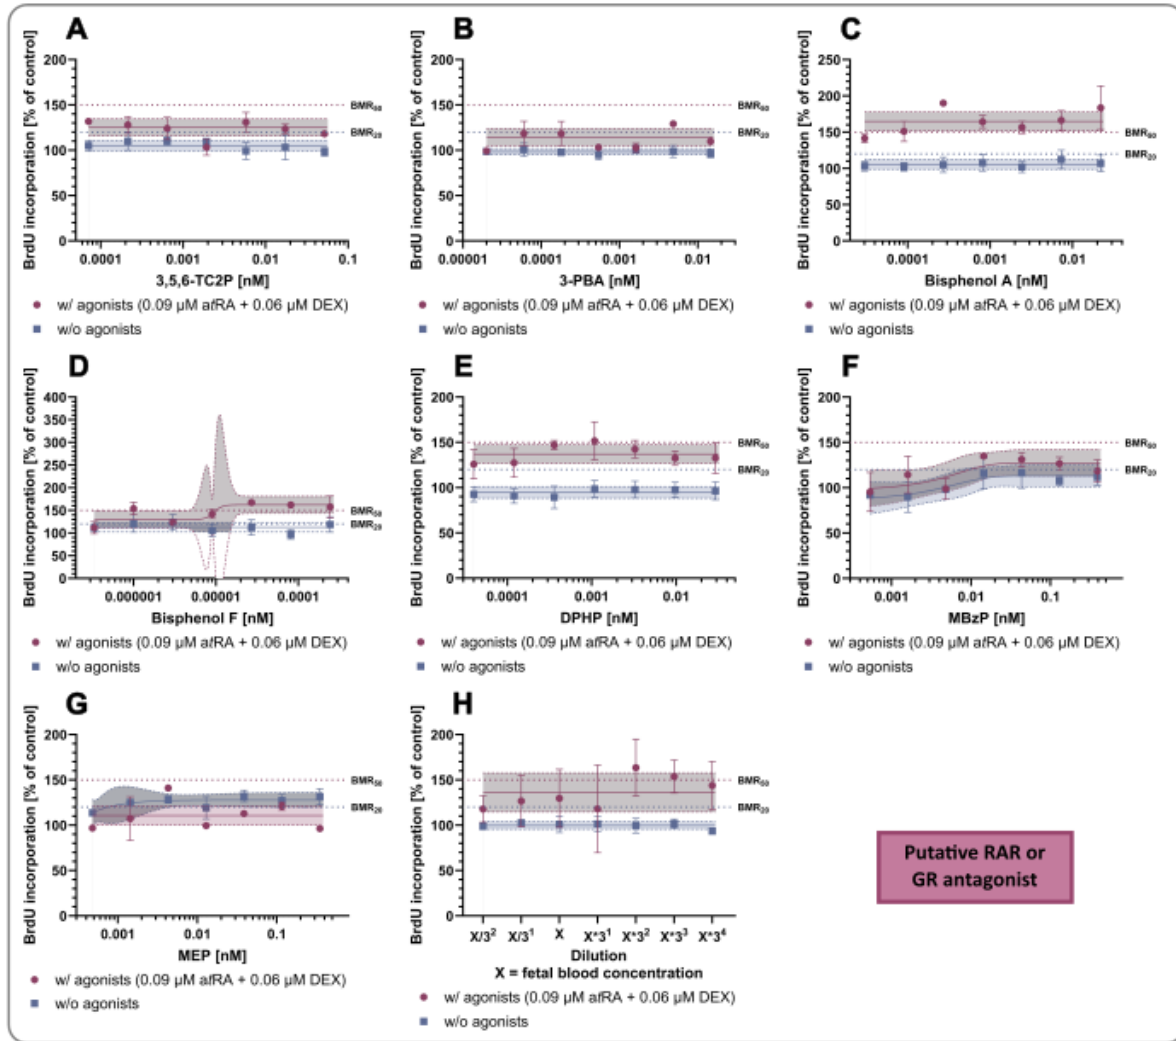 A
BrdU incorporation [% of control]
200
150
100
50
0
BMR50
BMR20
0.0001 0.001 0.01 0.1
3,5,6-TC2P [nM]
w/ agonists (0.09 µM atRA + 0.06 µM DEX)
w/o agonists
B
BrdU incorporation [% of control]
200
150
100
50
0
BMR50
BMR20
0.00001 0.0001 0.001 0.01
3-PBA [nM]
w/ agonists (0.09 µM atRA + 0.06 µM DEX)
w/o agonists
C
BrdU incorporation [% of control]
250
200
150
100
50
0
BMR50
BMR20
0.0001 0.001 0.01
Bisphenol A [nM]
w/ agonists (0.09 µM atRA + 0.06 µM DEX)
w/o agonists
D
BrdU incorporation [% of control]
400
350
300
250
200
150
100
50
0
BMR50
BMR20
0.000001 0.00001 0.0001
Bisphenol F [nM]
w/ agonists (0.09 µM atRA + 0.06 µM DEX)
w/o agonists
E
BrdU incorporation [% of control]
200
150
100
50
0
BMR50
BMR20
0.0001 0.001 0.01 0.1
DPHP [nM]
w/ agonists (0.09 µM atRA + 0.06 µM DEX)
w/o agonists
F
BrdU incorporation [% of control]
200
150
100
50
0
BMR50
BMR20
0.001 0.01 0.1
MBzP [nM]
w/ agonists (0.09 µM atRA + 0.06 µM DEX)
w/o agonists
G
BrdU incorporation [% of control]
200
150
100
50
0
BMR50
BMR20
0.001 0.01 0.1
MEP [nM]
w/ agonists (0.09 µM atRA + 0.06 µM DEX)
w/o agonists
H
BrdU incorporation [% of control]
200
150
100
50
0
BMR50
BMR20
X/3² X/3¹ X X*3¹ X*3² X*3³ X*3⁴
Dilution
X = fetal blood concentration
w/ agonists (0.09 µM atRA + 0.06 µM DEX)
w/o agonists
Putative RAR or
GR antagonist